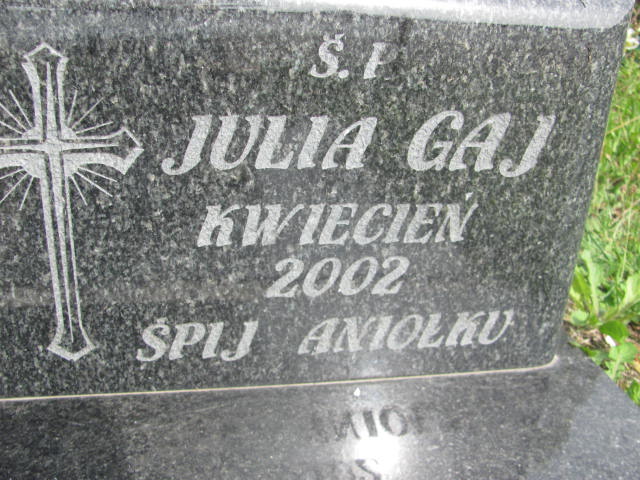 Ś.P
JULIA GAJ
KWIECIEŃ
2002
ŚPIJ ANIOŁKU